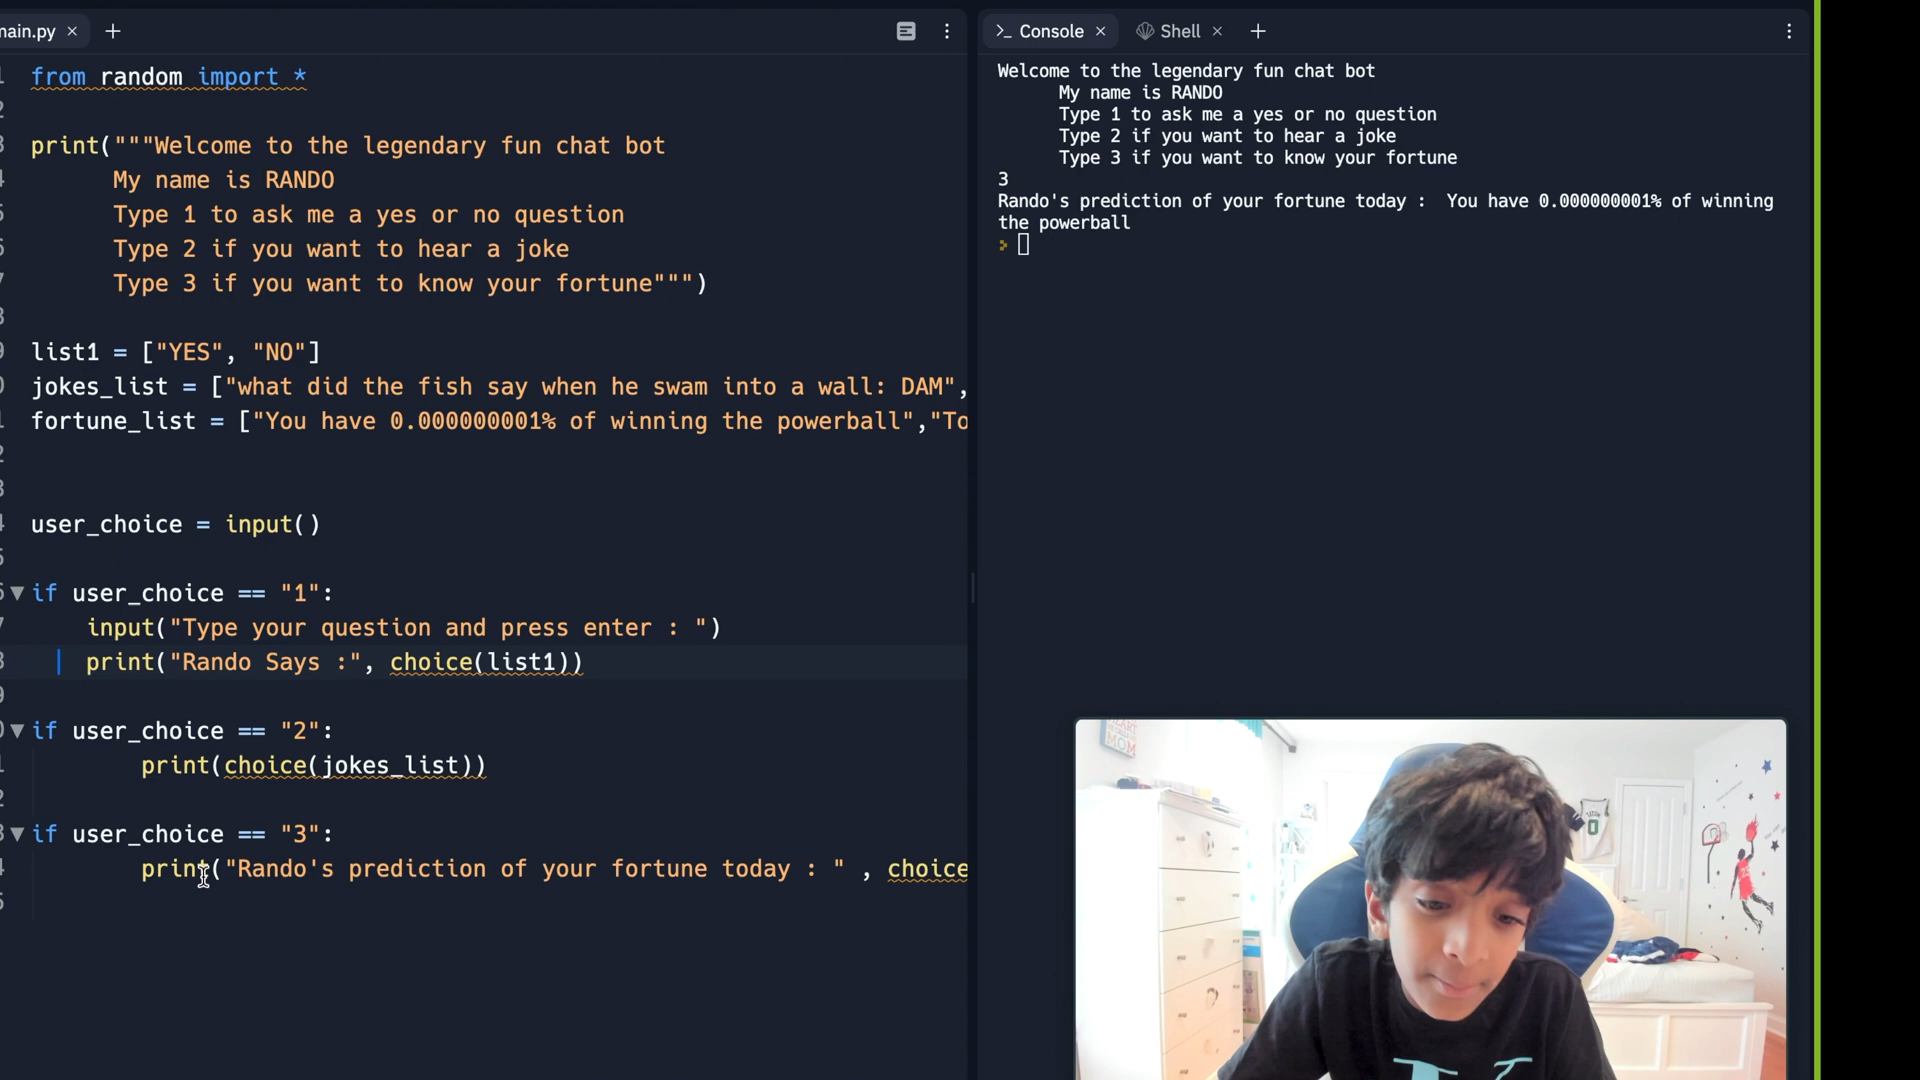 main.py × +
from random import *
print("""Welcome to the legendary fun chat bot
My name is RANDO
Type 1 to ask me a yes or no question
Type 2 if you want to hear a joke
Type 3 if you want to know your fortune""")
list1 = ["YES", "NO"]
jokes_list = ["what did the fish say when he swam into a wall: DAM",
fortune_list = ["You have 0.000000001% of winning the powerball","To
user_choice = input()
if user_choice == "1":
input("Type your question and press enter : ")
print("Rando Says :", choice(list1))
if user_choice == "2":
print(choice(jokes_list))
if user_choice == "3":
print("Rando's prediction of your fortune today : " , choice
Console × Shell × +
Welcome to the legendary fun chat bot
My name is RANDO
Type 1 to ask me a yes or no question
Type 2 if you want to hear a joke
Type 3 if you want to know your fortune
3
Rando's prediction of your fortune today :  You have 0.000000001% of winning
the powerball
MOM
0